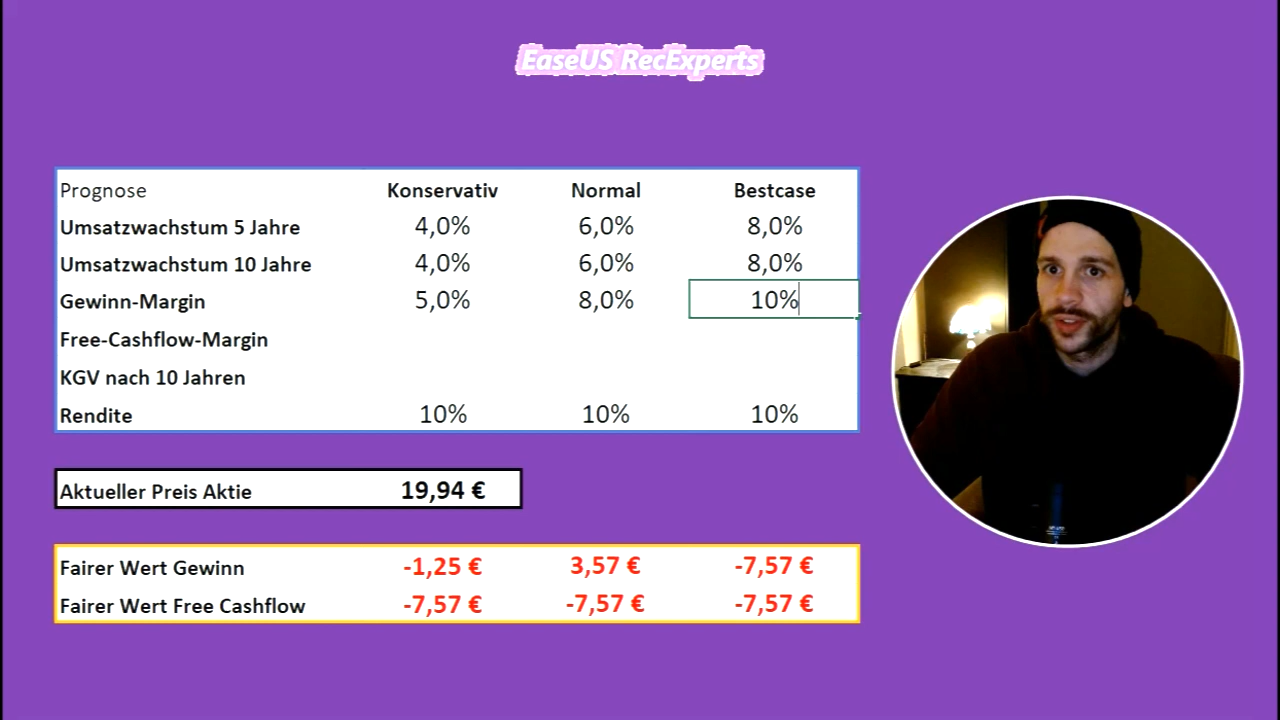 EaseUS RecExperts
Prognose Konservativ Normal Bestcase
Umsatzwachstum 5 Jahre 4,0% 6,0% 8,0%
Umsatzwachstum 10 Jahre 4,0% 6,0% 8,0%
Gewinn-Margin 5,0% 8,0% 10%
Free-Cashflow-Margin
KGV nach 10 Jahren
Rendite 10% 10% 10%
Aktueller Preis Aktie 19,94 €
Fairer Wert Gewinn -1,25 € 3,57 € -7,57 €
Fairer Wert Free Cashflow -7,57 € -7,57 € -7,57 €